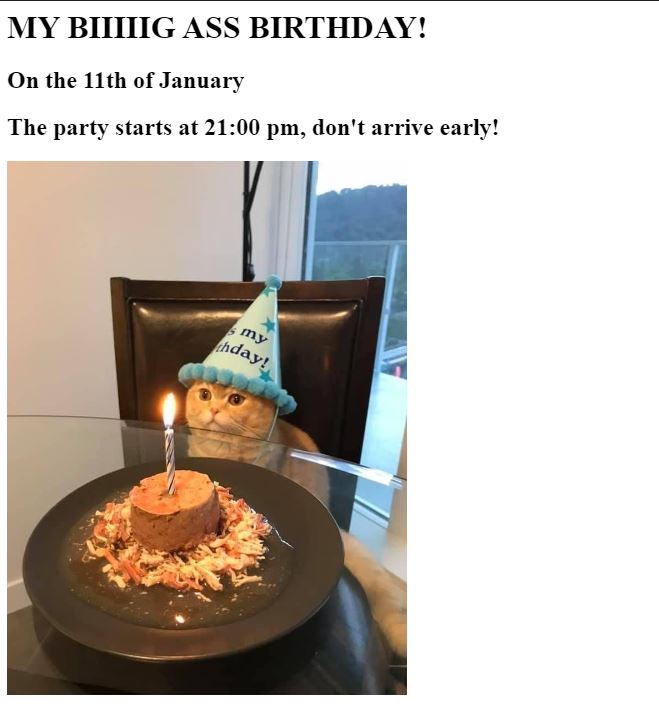 MY BIIIIIG ASS BIRTHDAY!
On the 11th of January
The party starts at 21:00 pm, don't arrive early!
my